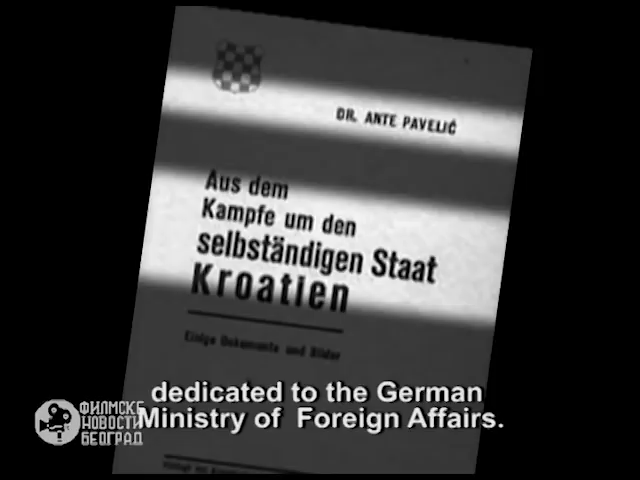 DR. ANTE PAVELIĆ
Aus dem
Kampfe um den
selbständigen Staat
Kroatien
Einige Dokumente und Bilder
dedicated to the German
Ministry of Foreign Affairs.
ФИЛМСКЕ
НОВОСТИ
БЕОГРАД